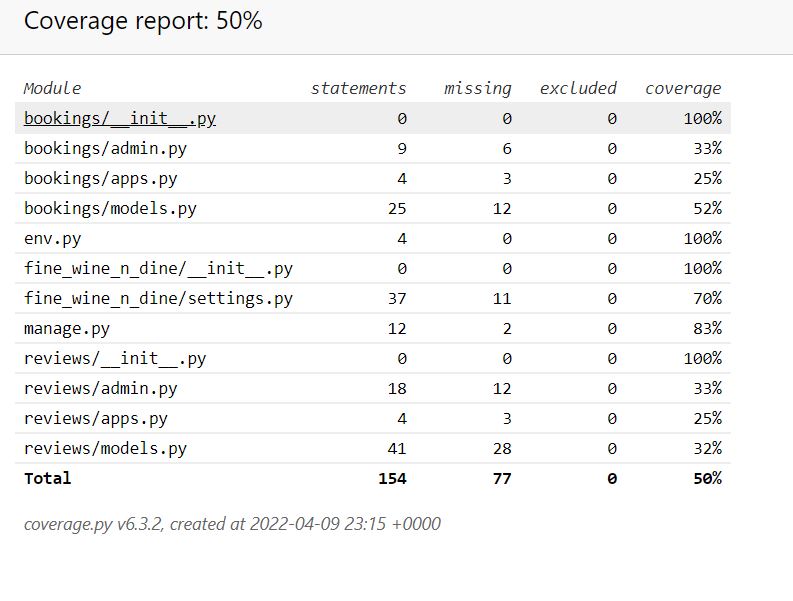 Coverage report: 50%
Module statements missing excluded coverage
bookings/__init__.py 0 0 0 100%
bookings/admin.py 9 6 0 33%
bookings/apps.py 4 3 0 25%
bookings/models.py 25 12 0 52%
env.py 4 0 0 100%
fine_wine_n_dine/__init__.py 0 0 0 100%
fine_wine_n_dine/settings.py 37 11 0 70%
manage.py 12 2 0 83%
reviews/__init__.py 0 0 0 100%
reviews/admin.py 18 12 0 33%
reviews/apps.py 4 3 0 25%
reviews/models.py 41 28 0 32%
Total 154 77 0 50%
coverage.py v6.3.2, created at 2022-04-09 23:15 +0000